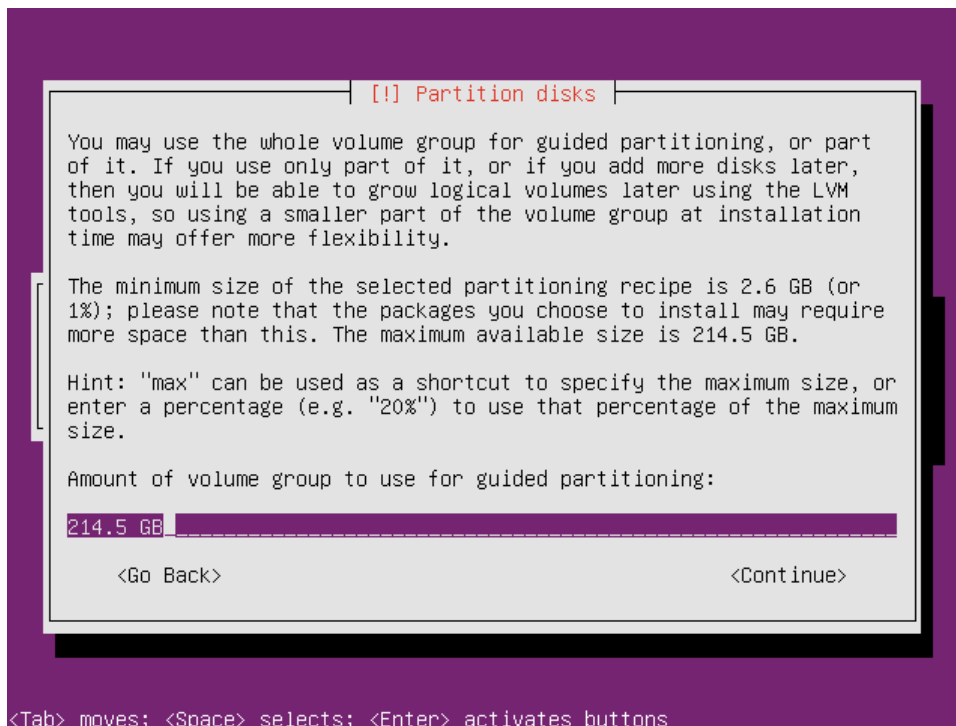 [!] Partition disks
You may use the whole volume group for guided partitioning, or part
of it. If you use only part of it, or if you add more disks later,
then you will be able to grow logical volumes later using the LVM
tools, so using a smaller part of the volume group at installation
time may offer more flexibility.
The minimum size of the selected partitioning recipe is 2.6 GB (or
1%); please note that the packages you choose to install may require
more space than this. The maximum available size is 214.5 GB.
Hint: "max" can be used as a shortcut to specify the maximum size, or
enter a percentage (e.g. "20%") to use that percentage of the maximum
size.
Amount of volume group to use for guided partitioning:
214.5 GB
<Go Back> <Continue>
<Tab> moves; <Space> selects; <Enter> activates buttons